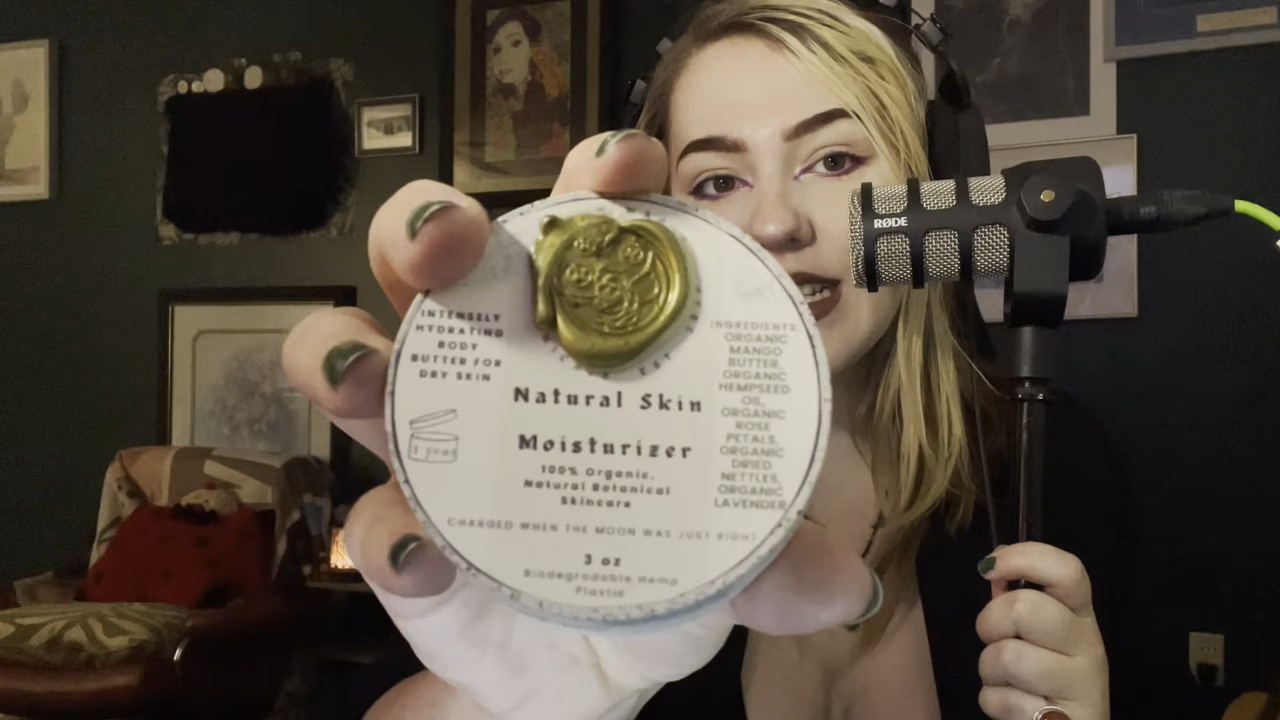 RØDE
INTENSELY
HYDRATING
BODY
BUTTER FOR
DRY SKIN
1 year
Natural Skin
Moisturizer
100% Organic,
Natural Botanical
Skincare
CHARGED WHEN THE MOON WAS JUST RIGHT
3 oz
Biodegradable Hemp
Plastic
INGREDIENTS:
ORGANIC
MANGO
BUTTER,
ORGANIC
HEMPSEED
OIL,
ORGANIC
ROSE
PETALS,
ORGANIC
DRIED
NETTLES,
ORGANIC
LAVENDER